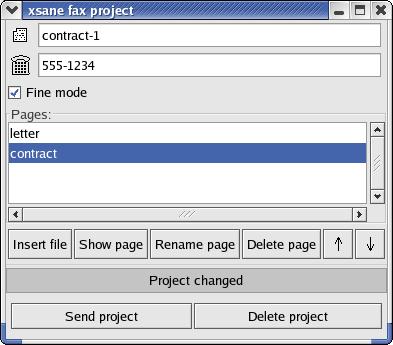 xsane fax project
contract-1
555-1234
Fine mode
Pages:
letter
contract
Insert file Show page Rename page Delete page
Project changed
Send project Delete project